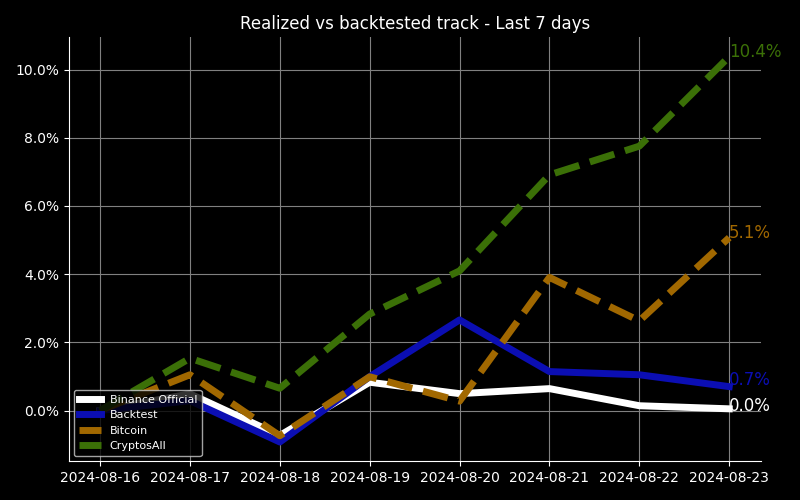 Realized vs backtested track - Last 7 days
10.0%
8.0%
6.0%
4.0%
2.0%
0.0%
10.4%
5.1%
0.7%
0.0%
Binance Official
Backtest
Bitcoin
CryptosAll
2024-08-16 2024-08-17 2024-08-18 2024-08-19 2024-08-20 2024-08-21 2024-08-22 2024-08-23